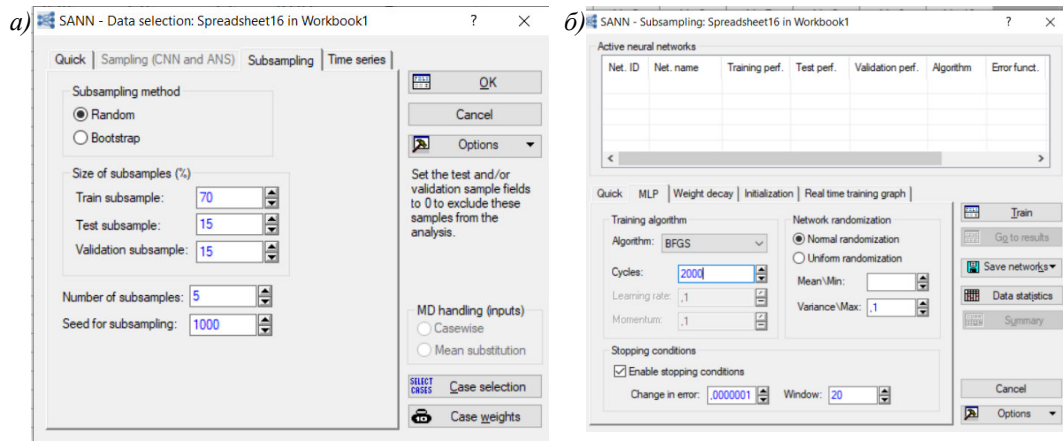 а)
SANN - Data selection: Spreadsheet16 in Workbook1
? ×
Quick
Sampling (CNN and ANS)
Subsampling
Time series
Subsampling method
Random
Bootstrap
Size of subsamples (%)
Train subsample: 70
Test subsample: 15
Validation subsample: 15
Number of subsamples: 5
Seed for subsampling: 1000
OK
Cancel
Options
Set the test and/or
validation sample fields
to 0 to exclude these
samples from the
analysis.
MD handling (inputs)
Casewise
Mean substitution
SELECT
CASES
Case selection
Case weights
б)
SANN - Subsampling: Spreadsheet16 in Workbook1
? ×
Active neural networks
Net. ID Net. name Training perf. Test perf. Validation perf. Algorithm Error funct.
Quick
MLP
Weight decay
Initialization
Real time training graph
Training algorithm
Algorithm: BFGS
Cycles: 2000
Learning rate: .1
Momentum: .1
Network randomization
Normal randomization
Uniform randomization
Mean\Min:
Variance\Max: .1
Stopping conditions
Enable stopping conditions
Change in error: .0000001 Window: 20
Train
Go to results
Save networks
Data statistics
Summary
Cancel
Options